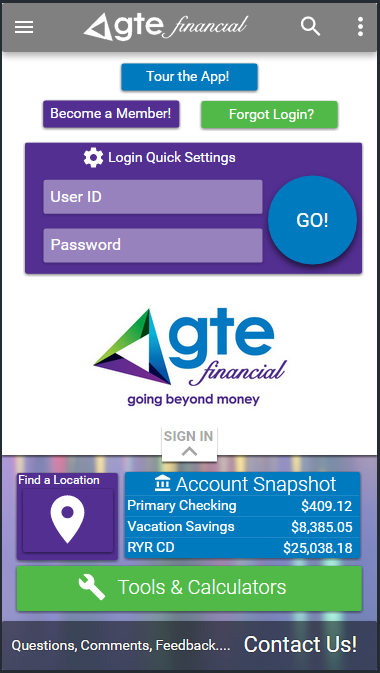 gte financial
Tour the App!
Become a Member!
Forgot Login?
Login Quick Settings
User ID
GO!
Password
gte
financial
going beyond money
SIGN IN
Find a Location
Account Snapshot
Primary Checking $409.12
Vacation Savings $8,385.05
RYR CD $25,038.18
Tools & Calculators
Questions, Comments, Feedback.... Contact Us!